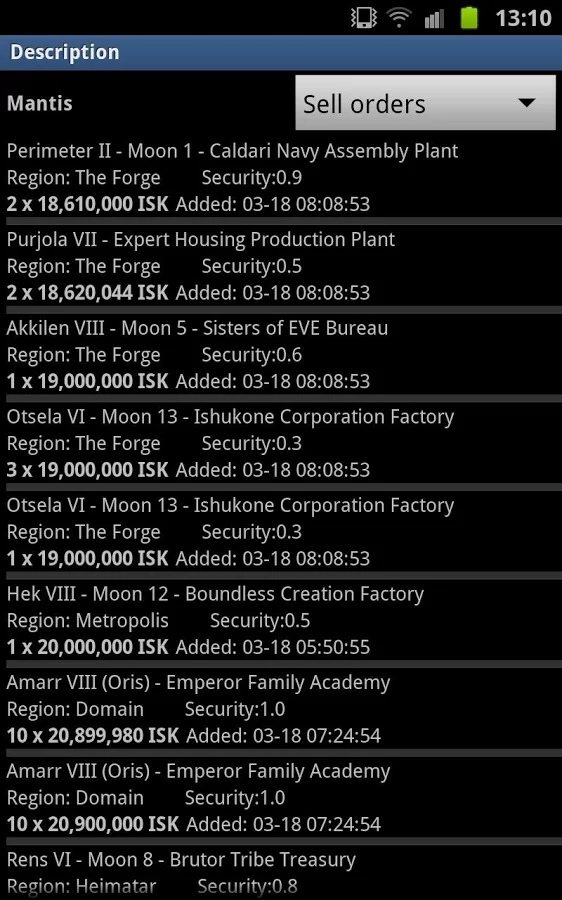 13:10
Description
Mantis
Sell orders
Perimeter II - Moon 1 - Caldari Navy Assembly Plant
Region: The Forge Security:0.9
2 x 18,610,000 ISK Added: 03-18 08:08:53
Purjola VII - Expert Housing Production Plant
Region: The Forge Security:0.5
2 x 18,620,044 ISK Added: 03-18 08:08:53
Akkilen VIII - Moon 5 - Sisters of EVE Bureau
Region: The Forge Security:0.6
1 x 19,000,000 ISK Added: 03-18 08:08:53
Otsela VI - Moon 13 - Ishukone Corporation Factory
Region: The Forge Security:0.3
3 x 19,000,000 ISK Added: 03-18 08:08:53
Otsela VI - Moon 13 - Ishukone Corporation Factory
Region: The Forge Security:0.3
1 x 19,000,000 ISK Added: 03-18 08:08:53
Hek VIII - Moon 12 - Boundless Creation Factory
Region: Metropolis Security:0.5
1 x 20,000,000 ISK Added: 03-18 05:50:55
Amarr VIII (Oris) - Emperor Family Academy
Region: Domain Security:1.0
10 x 20,899,980 ISK Added: 03-18 07:24:54
Amarr VIII (Oris) - Emperor Family Academy
Region: Domain Security:1.0
10 x 20,900,000 ISK Added: 03-18 07:24:54
Rens VI - Moon 8 - Brutor Tribe Treasury
Region: Heimatar Security:0.8